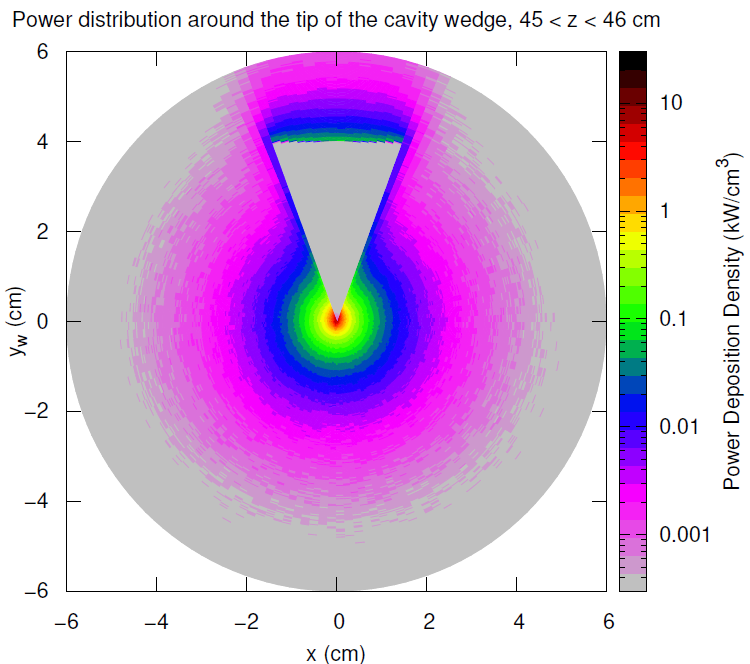 Power distribution around the tip of the cavity wedge, 45 < z < 46 cm
6
4
2
0
−2
−4
−6
y_w (cm)
−6 −4 −2 0 2 4 6
x (cm)
10
1
0.1
0.01
0.001
Power Deposition Density (kW/cm³)